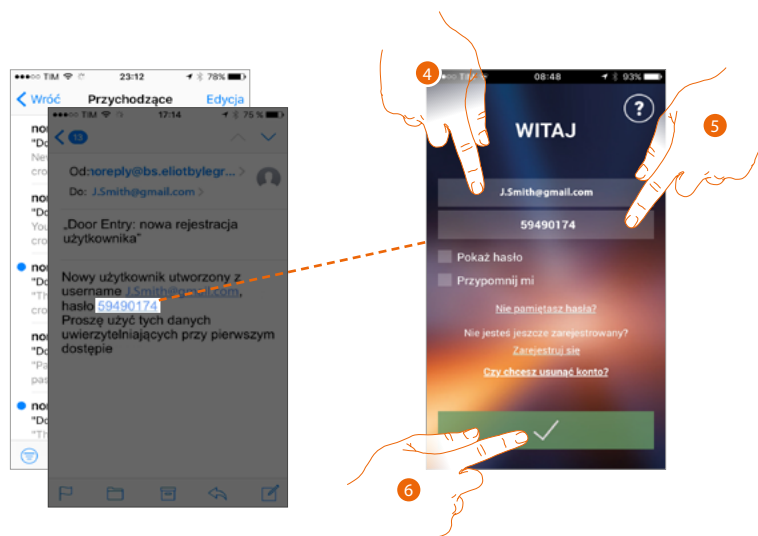 TIM 23:12 78%
Wróć Przychodzące Edycja
TIM 17:14 75 %
13
Od:noreply@bs.eliotbylegr...
Do: J.Smith@gmail.com
„Door Entry: nowa rejestracja
użytkownika”
Nowy użytkownik utworzony z
username J.Smith@gmail.com,
hasło 59490174
Proszę użyć tych danych
uwierzytelniających przy pierwszym
dostępie
4
TIM 08:48 93%
?
WITAJ
5
J.Smith@gmail.com
59490174
Pokaż hasło
Przypomnij mi
Nie pamiętasz hasła?
Nie jesteś jeszcze zarejestrowany?
Zarejestruj się
Czy chcesz usunąć konto?
6